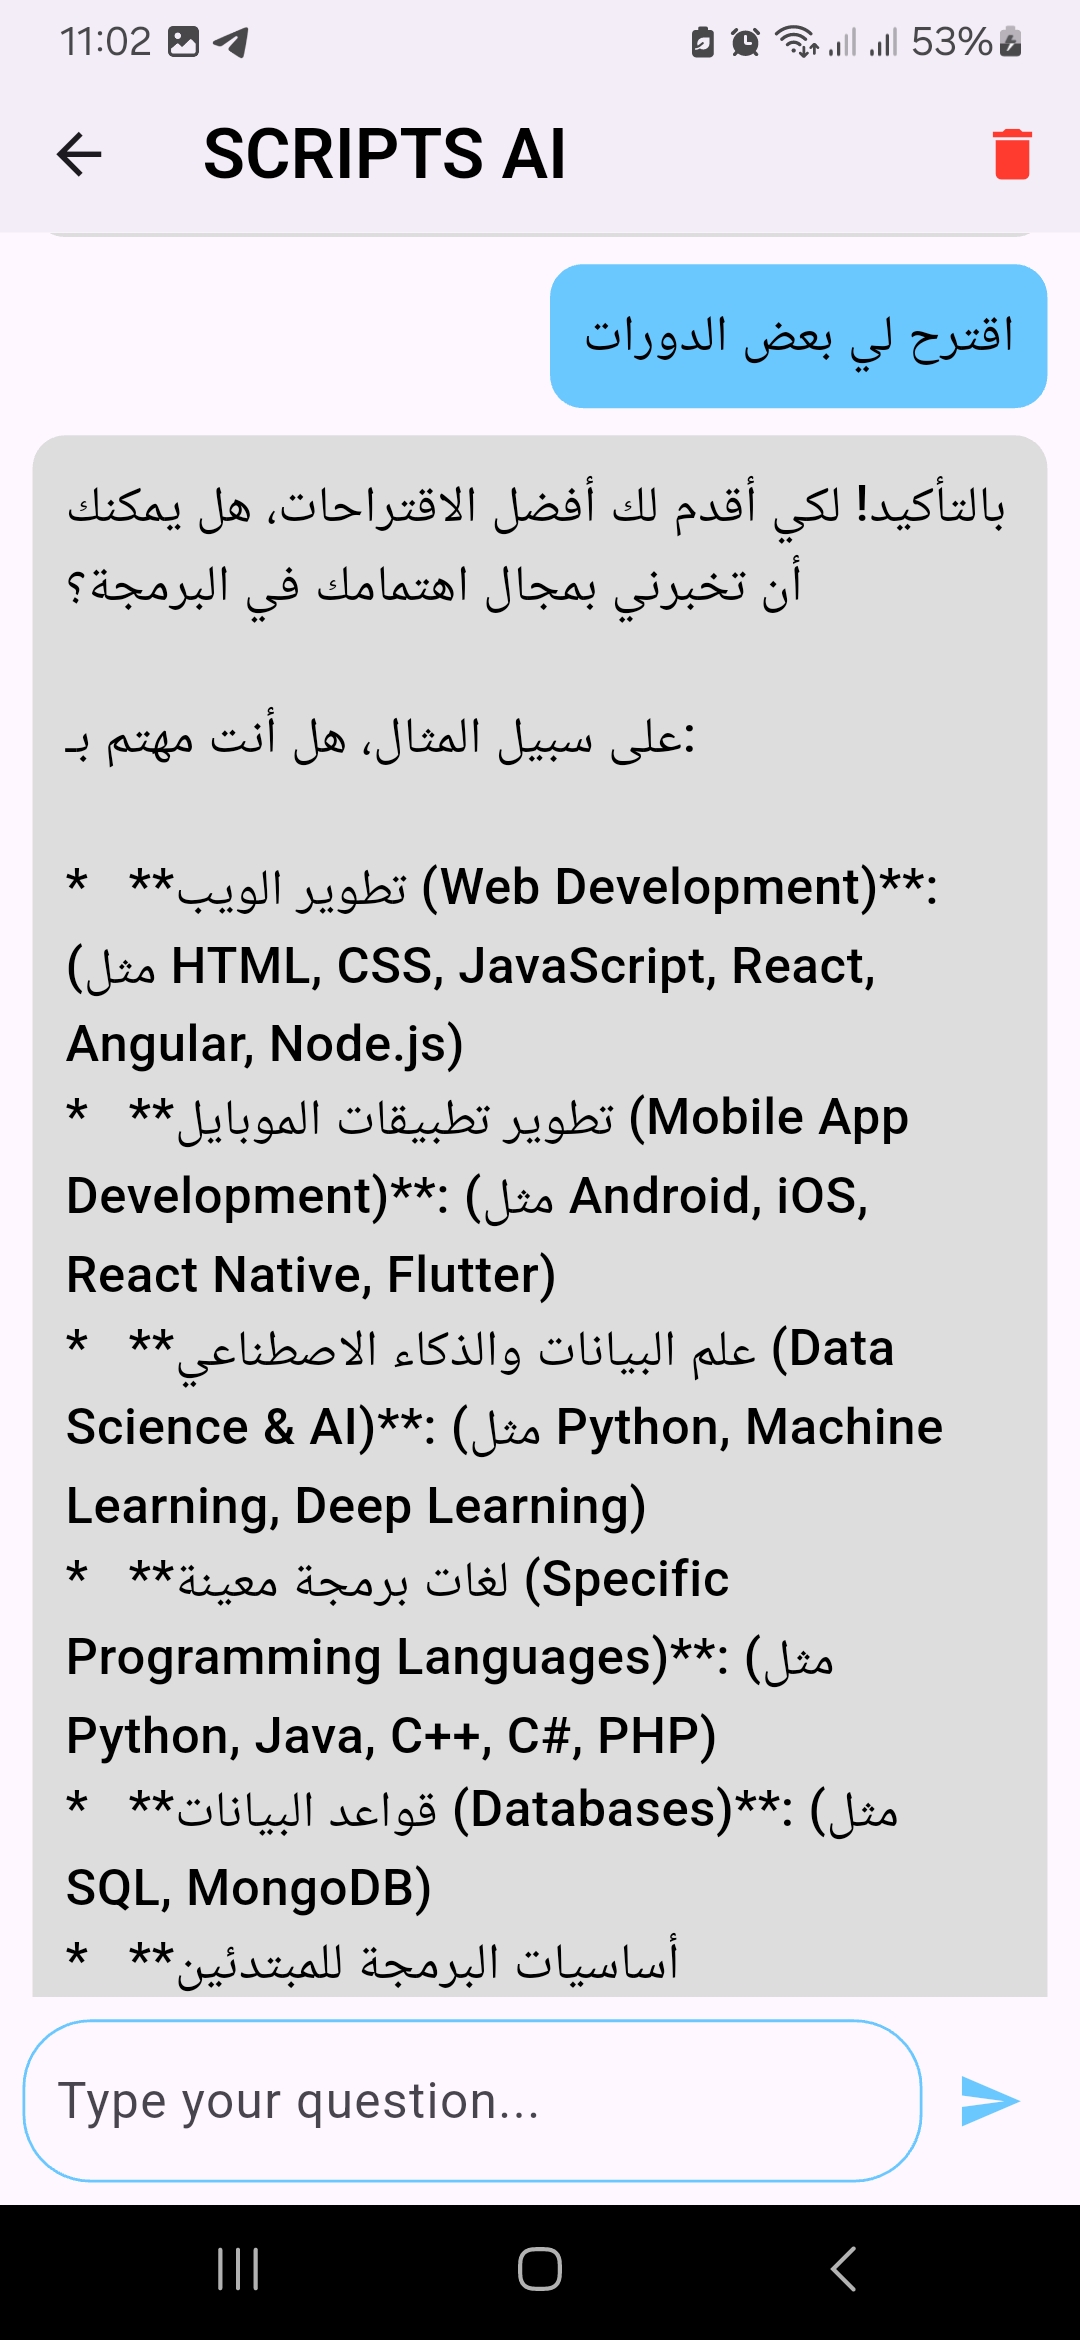 11:02
53%
SCRIPTS AI
اقترح لي بعض الدورات
بالتأكيد! لكي أقدم لك أفضل الاقتراحات، هل يمكنك
أن تخبرني بمجال اهتمامك في البرمجة؟
على سبيل المثال، هل أنت مهتم بـ:
*   **تطوير الويب (Web Development)**:
(مثل HTML, CSS, JavaScript, React,
Angular, Node.js)
*   **تطوير تطبيقات الموبايل (Mobile App
Development)**: (مثل Android, iOS,
React Native, Flutter)
*   **علم البيانات والذكاء الاصطناعي (Data
Science & AI)**: (مثل Python, Machine
Learning, Deep Learning)
*   **لغات برمجة معينة (Specific
Programming Languages)**: (مثل
Python, Java, C++, C#, PHP)
*   **قواعد البيانات (Databases)**: (مثل
SQL, MongoDB)
*   **أساسيات البرمجة للمبتدئين
Type your question...